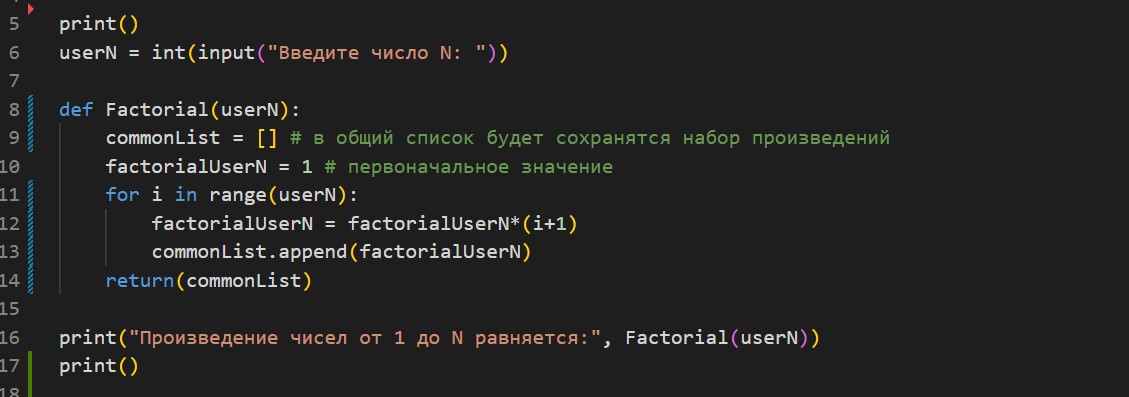 5 print()
6 userN = int(input("Введите число N: "))
7
8 def Factorial(userN):
9     commonList = [] # в общий список будет сохранятся набор произведений
10     factorialUserN = 1 # первоначальное значение
11     for i in range(userN):
12         factorialUserN = factorialUserN*(i+1)
13         commonList.append(factorialUserN)
14     return(commonList)
15
16 print("Произведение чисел от 1 до N равняется:", Factorial(userN))
17 print()
18